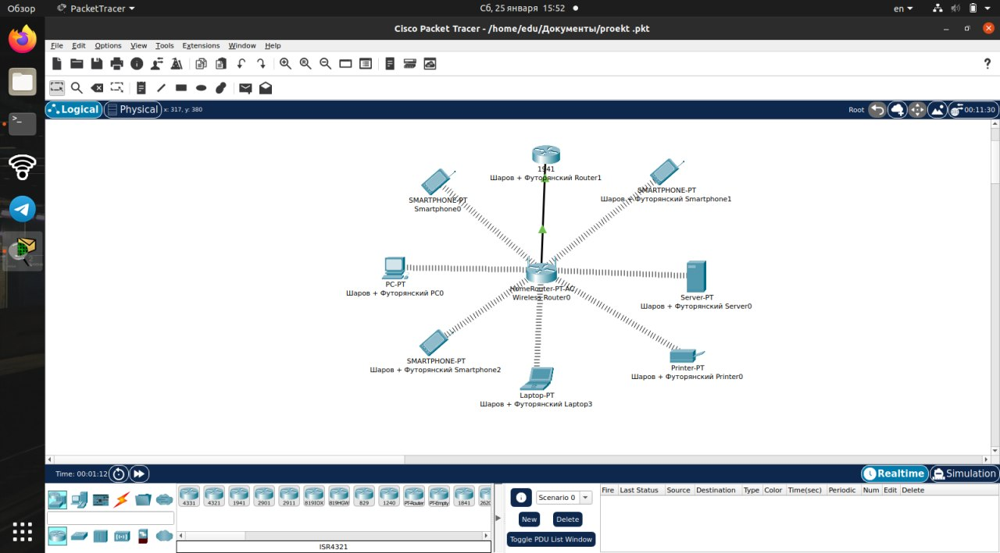 Обзор PacketTracer Сб, 25 января 15:52 en
Cisco Packet Tracer - /home/edu/Документы/proekt .pkt
File Edit Options View Tools Extensions Window Help
?
Logical Physical x: 317, y: 380 Root 00:11:30
1941
Шаров + Футорянский Router1
SMARTPHONE-PT
Smartphone0
SMARTPHONE-PT
Шаров + Футорянский Smartphone1
PC-PT
Шаров + Футорянский PC0
HomeRouter-PT-AC
Wireless Router0
Server-PT
Шаров + Футорянский Server0
SMARTPHONE-PT
Шаров + Футорянский Smartphone2
Printer-PT
Шаров + Футорянский Printer0
Laptop-PT
Шаров + Футорянский Laptop3
Time: 00:01:12 Realtime Simulation
4331 4321 1941 2901 2911 819IOX 819HGW 829 1240 PT-Router PT-Empty 1841 2620
ISR4321
Scenario 0
New Delete
Toggle PDU List Window
Fire Last Status Source Destination Type Color Time(sec) Periodic Num Edit Delete